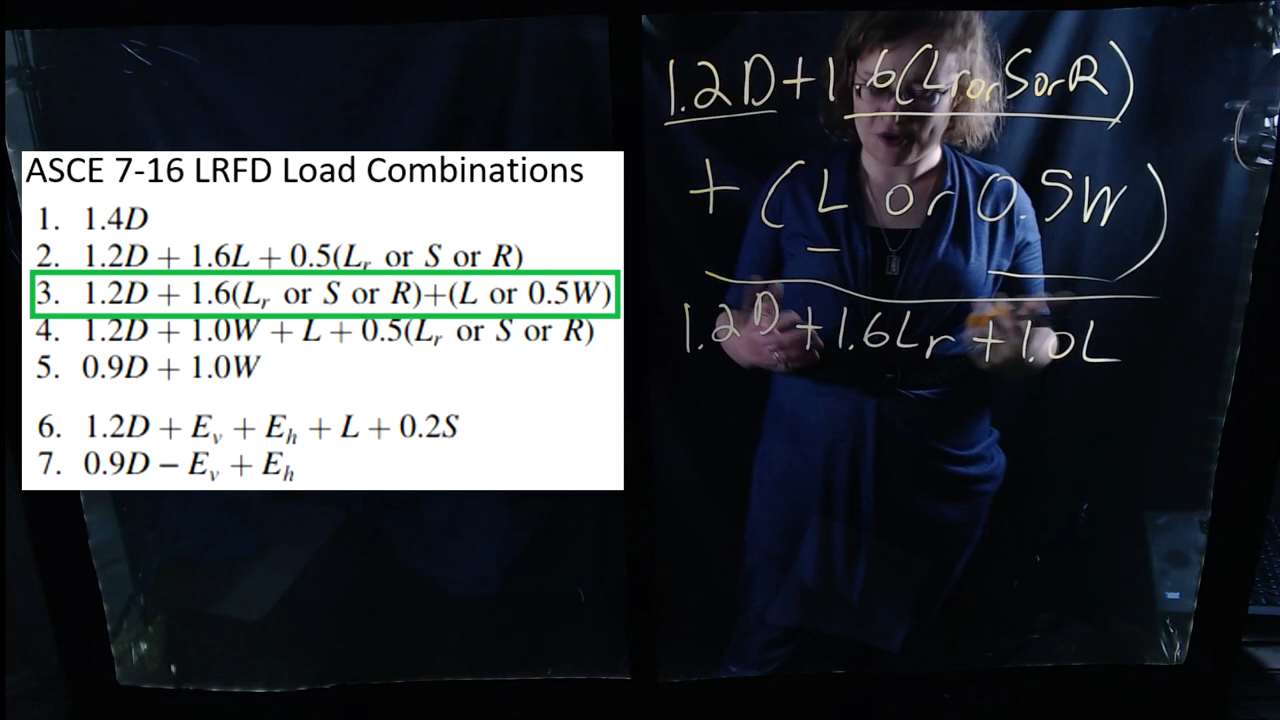 ASCE 7-16 LRFD Load Combinations
1. 1.4D
2. 1.2D + 1.6L + 0.5(Lr or S or R)
3. 1.2D + 1.6(Lr or S or R)+(L or 0.5W)
4. 1.2D + 1.0W + L + 0.5(Lr or S or R)
5. 0.9D + 1.0W
6. 1.2D + Ev + Eh + L + 0.2S
7. 0.9D − Ev + Eh
1.2D+1.6(Lr or S or R)
+ (L or 0.5W)
1.2D+1.6Lr+1.0L